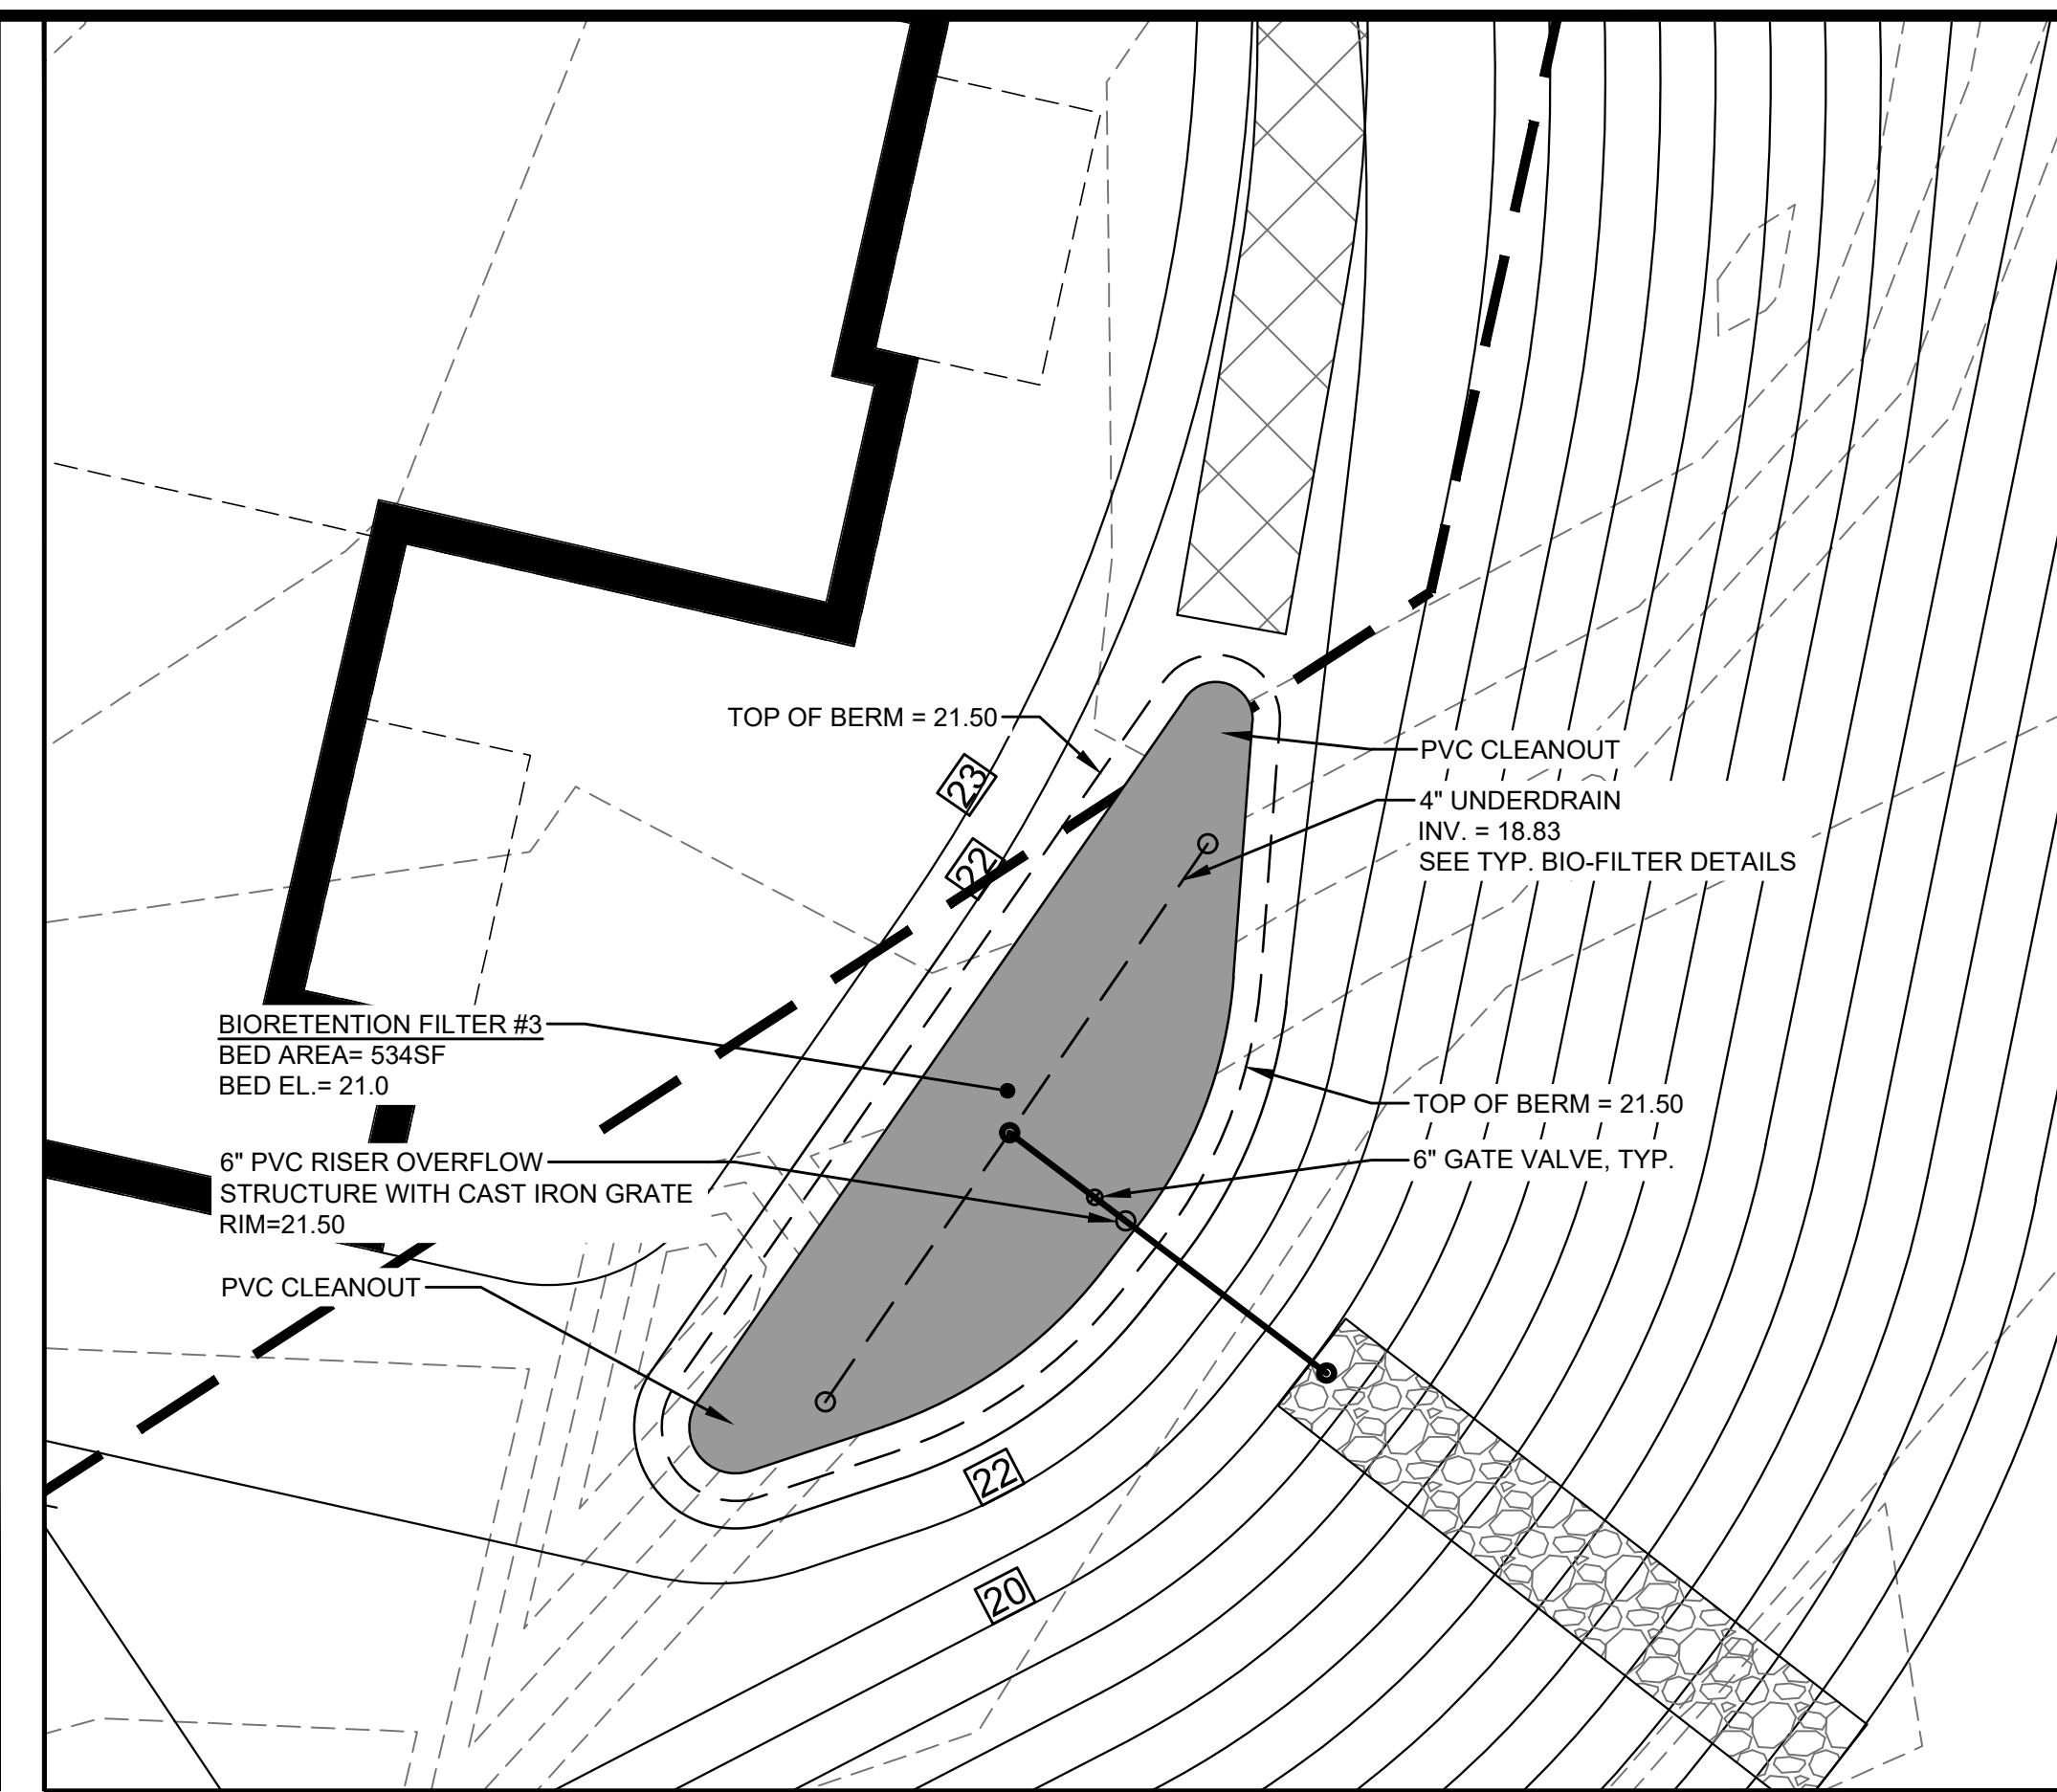 TOP OF BERM = 21.50
PVC CLEANOUT
23
4" UNDERDRAIN
INV. = 18.83
SEE TYP. BIO-FILTER DETAILS
22
BIORETENTION FILTER #3
BED AREA= 534SF
BED EL.= 21.0
TOP OF BERM = 21.50
6" GATE VALVE, TYP.
6" PVC RISER OVERFLOW
STRUCTURE WITH CAST IRON GRATE
RIM=21.50
PVC CLEANOUT
22
20